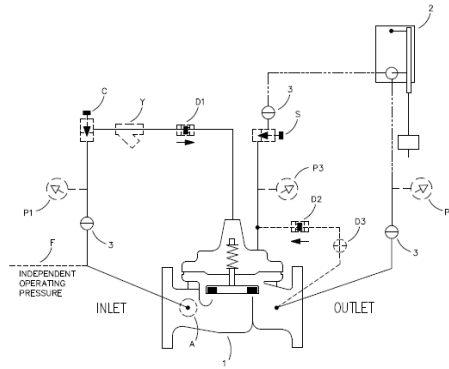 2
C
Y
D1
3
S
P1
P3
D2
D3
P
3
3
F
INDEPENDENT
OPERATING
PRESSURE
INLET
OUTLET
A
1